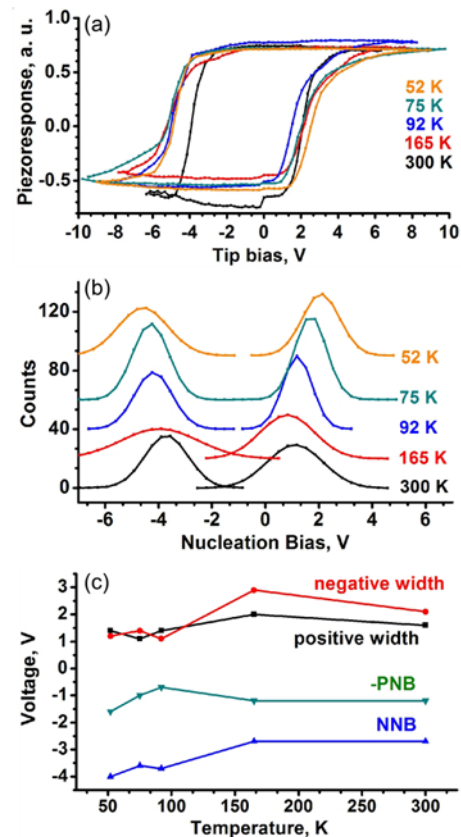 (a)
Piezoresponse, a. u.
1.0
0.5
0.0
-0.5
52 K
75 K
92 K
165 K
300 K
-10 -8 -6 -4 -2 0 2 4 6 8 10
Tip bias, V
(b)
Counts
120
80
40
0
52 K
75 K
92 K
165 K
300 K
-6 -4 -2 0 2 4 6
Nucleation Bias, V
(c)
Voltage, V
3
2
1
0
-1
-2
-3
-4
negative width
positive width
-PNB
NNB
50 100 150 200 250 300
Temperature, K